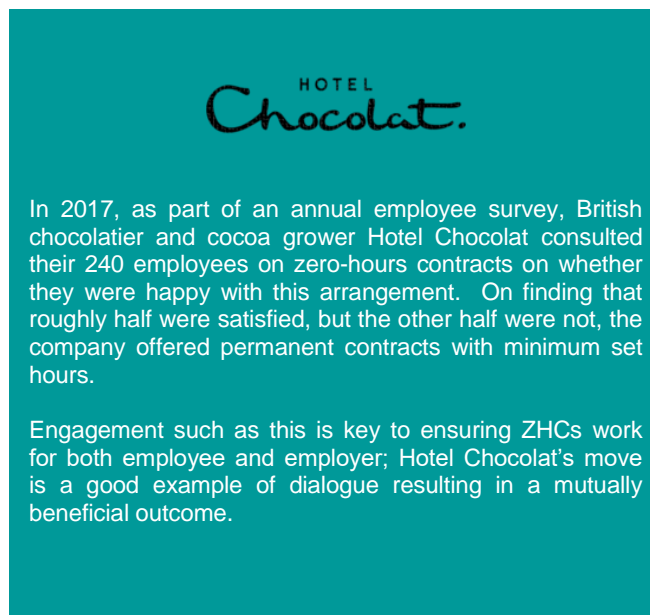 HOTEL
Chocolat.
In 2017, as part of an annual employee survey, British
chocolatier and cocoa grower Hotel Chocolat consulted
their 240 employees on zero-hours contracts on whether
they were happy with this arrangement. On finding that
roughly half were satisfied, but the other half were not, the
company offered permanent contracts with minimum set
hours.
Engagement such as this is key to ensuring ZHCs work
for both employee and employer; Hotel Chocolat's move
is a good example of dialogue resulting in a mutually
beneficial outcome.